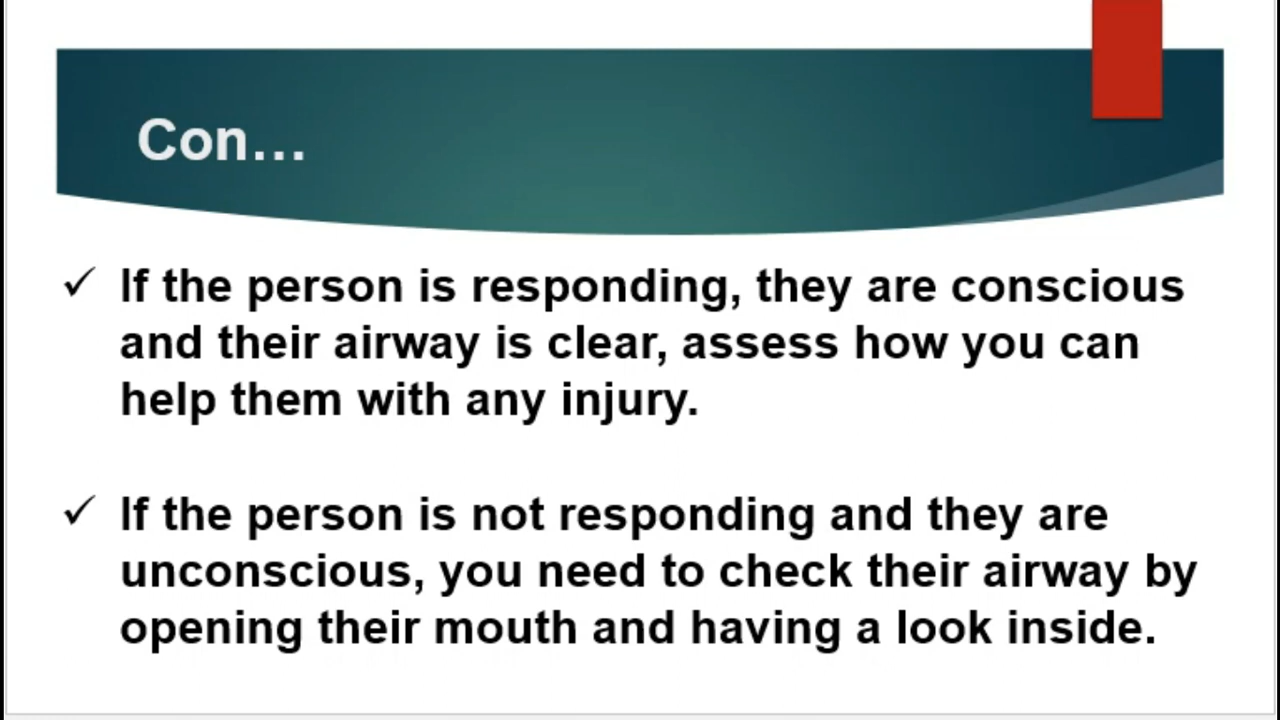 Con…
✓ If the person is responding, they are conscious
and their airway is clear, assess how you can
help them with any injury.
✓ If the person is not responding and they are
unconscious, you need to check their airway by
opening their mouth and having a look inside.